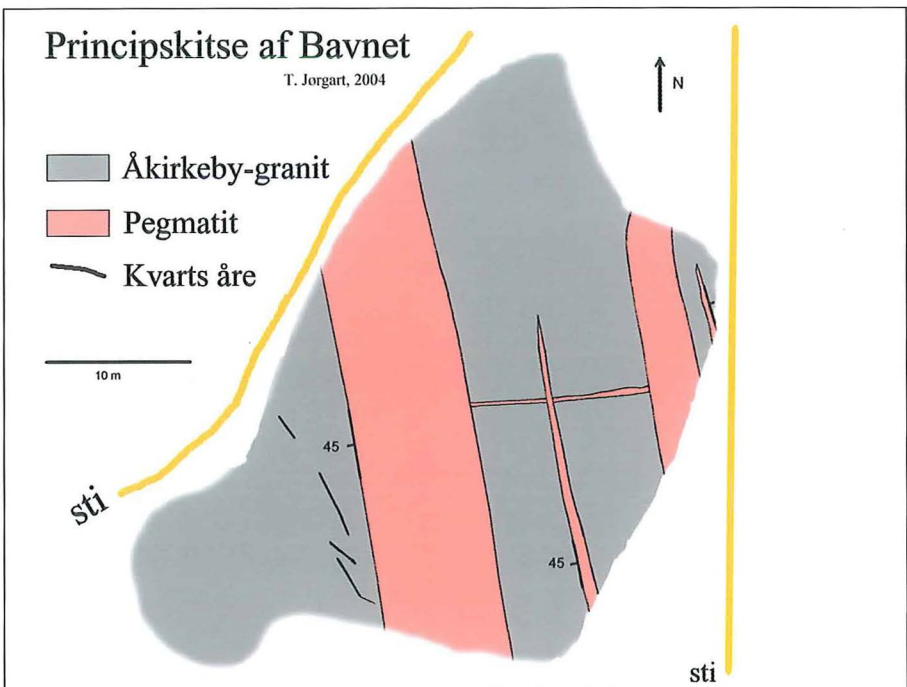 Principskitse af Bavnet
T. Jørgart, 2004
N
Åkirkeby-granit
Pegmatit
Kvarts åre
10 m
45
sti
45
sti